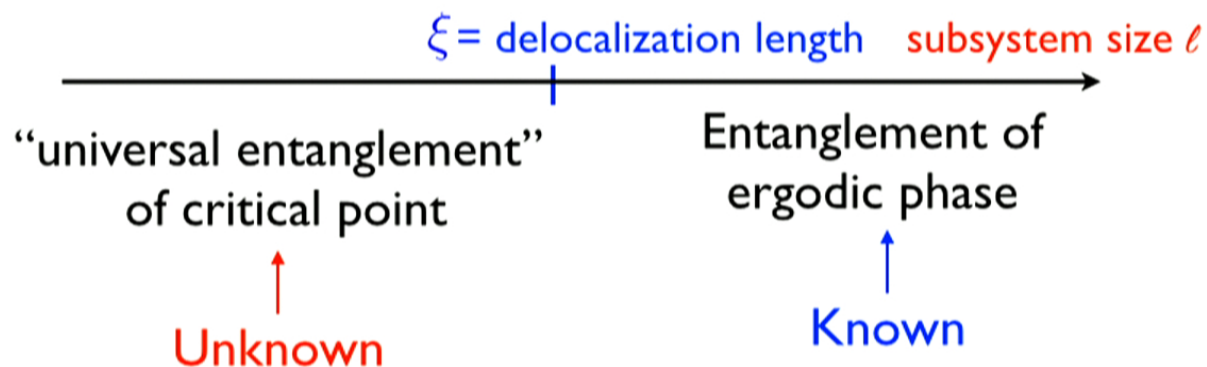 ξ = delocalization length subsystem size ℓ
“universal entanglement”
of critical point
Entanglement of
ergodic phase
Unknown
Known